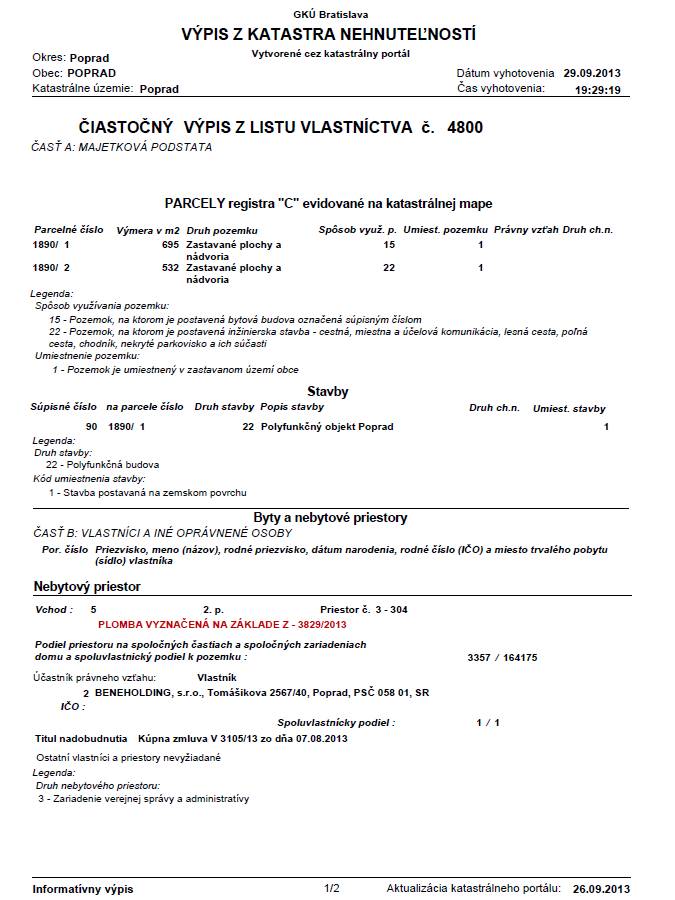 GKÚ Bratislava
VÝPIS Z KATASTRA NEHNUTEĽNOSTÍ
Vytvorené cez katastrálny portál
Okres: Poprad
Obec: POPRAD
Dátum vyhotovenia 29.09.2013
Katastrálne územie: Poprad
Čas vyhotovenia: 19:29:19
ČIASTOČNÝ VÝPIS Z LISTU VLASTNÍCTVA č. 4800
ČASŤ A: MAJETKOVÁ PODSTATA
PARCELY registra "C" evidované na katastrálnej mape
Parcelné číslo Výmera v m2 Druh pozemku Spôsob využ. p. Umiest. pozemku Právny vzťah Druh ch.n.
1890/ 1 695 Zastavané plochy a 15 1
nádvoria
1890/ 2 532 Zastavané plochy a 22 1
nádvoria
Legenda:
Spôsob využívania pozemku:
15 - Pozemok, na ktorom je postavená bytová budova označená súpisným číslom
22 - Pozemok, na ktorom je postavená inžinierska stavba - cestná, miestna a účelová komunikácia, lesná cesta, poľná
cesta, chodník, nekryté parkovisko a ich súčasti
Umiestnenie pozemku:
1 - Pozemok je umiestnený v zastavanom území obce
Stavby
Súpisné číslo na parcele číslo Druh stavby Popis stavby Druh ch.n. Umiest. stavby
90 1890/ 1 22 Polyfunkčný objekt Poprad 1
Legenda:
Druh stavby:
22 - Polyfunkčná budova
Kód umiestnenia stavby:
1 - Stavba postavaná na zemskom povrchu
Byty a nebytové priestory
ČASŤ B: VLASTNÍCI A INÉ OPRÁVNENÉ OSOBY
Por. číslo Priezvisko, meno (názov), rodné priezvisko, dátum narodenia, rodné číslo (IČO) a miesto trvalého pobytu
(sídlo) vlastníka
Nebytový priestor
Vchod : 5 2. p. Priestor č. 3 - 304
PLOMBA VYZNAČENÁ NA ZÁKLADE Z - 3829/2013
Podiel priestoru na spoločných častiach a spoločných zariadeniach
domu a spoluvlastnícky podiel k pozemku : 3357 / 164175
Účastník právneho vzťahu: Vlastník
2 BENEHOLDING, s.r.o., Tomášikova 2567/40, Poprad, PSČ 058 01, SR
IČO :
Spoluvlastnícky podiel : 1 / 1
Titul nadobudnutia Kúpna zmluva V 3105/13 zo dňa 07.08.2013
Ostatní vlastníci a priestory nevyžiadané
Legenda:
Druh nebytového priestoru:
3 - Zariadenie verejnej správy a administratívy
Informatívny výpis 1/2 Aktualizácia katastrálneho portálu: 26.09.2013